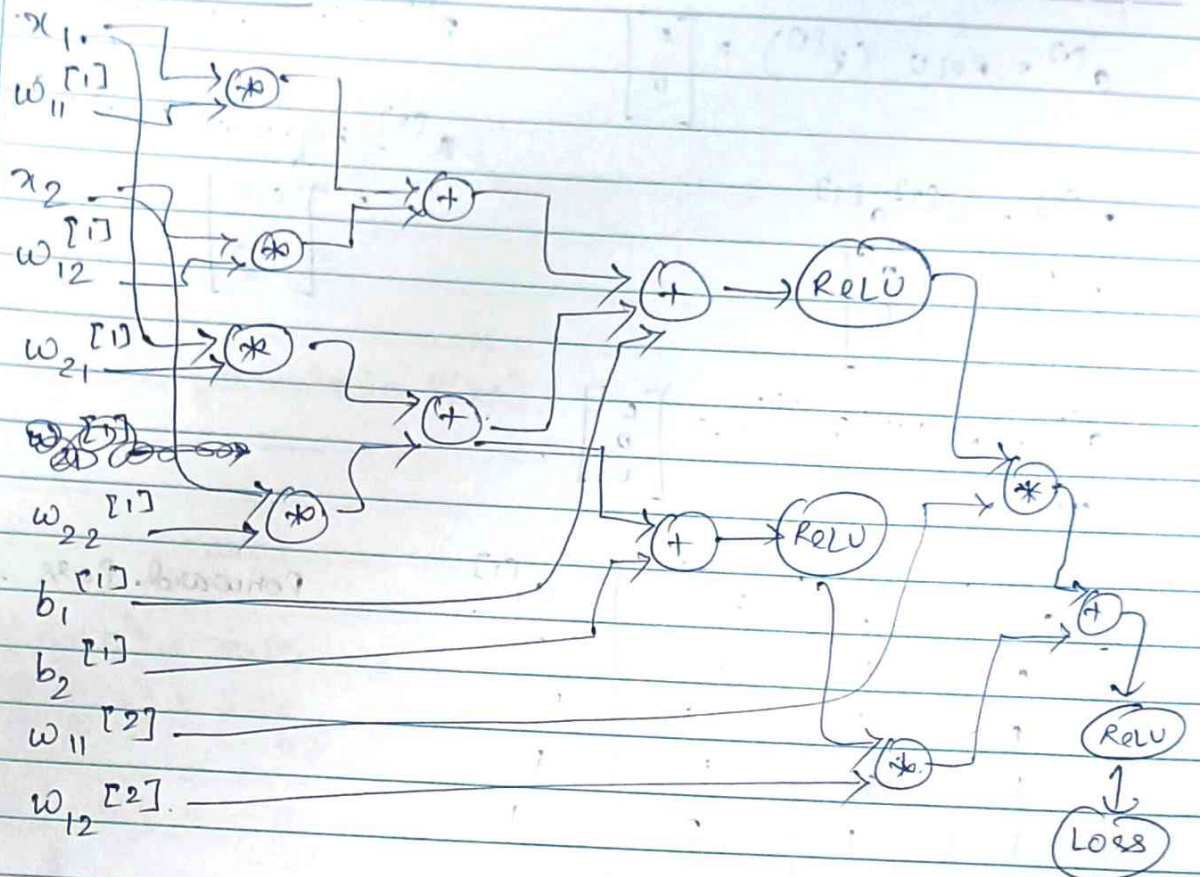 x1
w11[1]
*
x2
+
w12[1]
*
+
ReLU
w21[1]
*
+
*
w22[1]
*
+
ReLU
b1[1]
+
b2[1]
w11[2]
ReLU
*
w12[2]
Loss